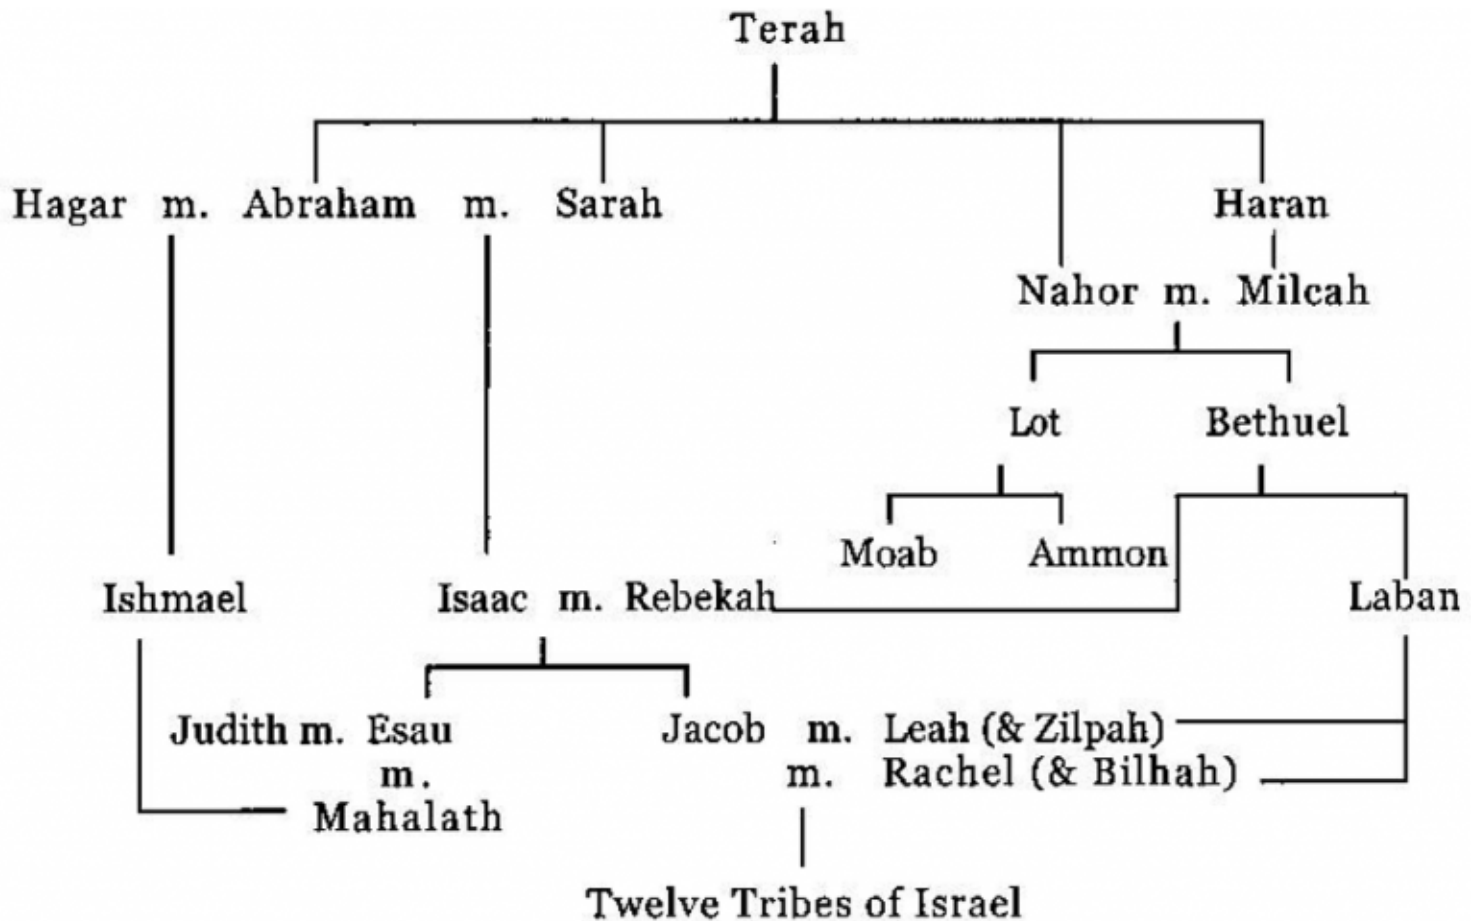 Terah
Hagar m. Abraham m. Sarah Haran
Nahor m. Milcah
Lot Bethuel
Moab Ammon
Ishmael Isaac m. Rebekah Laban
Judith m. Esau Jacob m. Leah (& Zilpah)
m. m. Rachel (& Bilhah)
Mahalath
Twelve Tribes of Israel